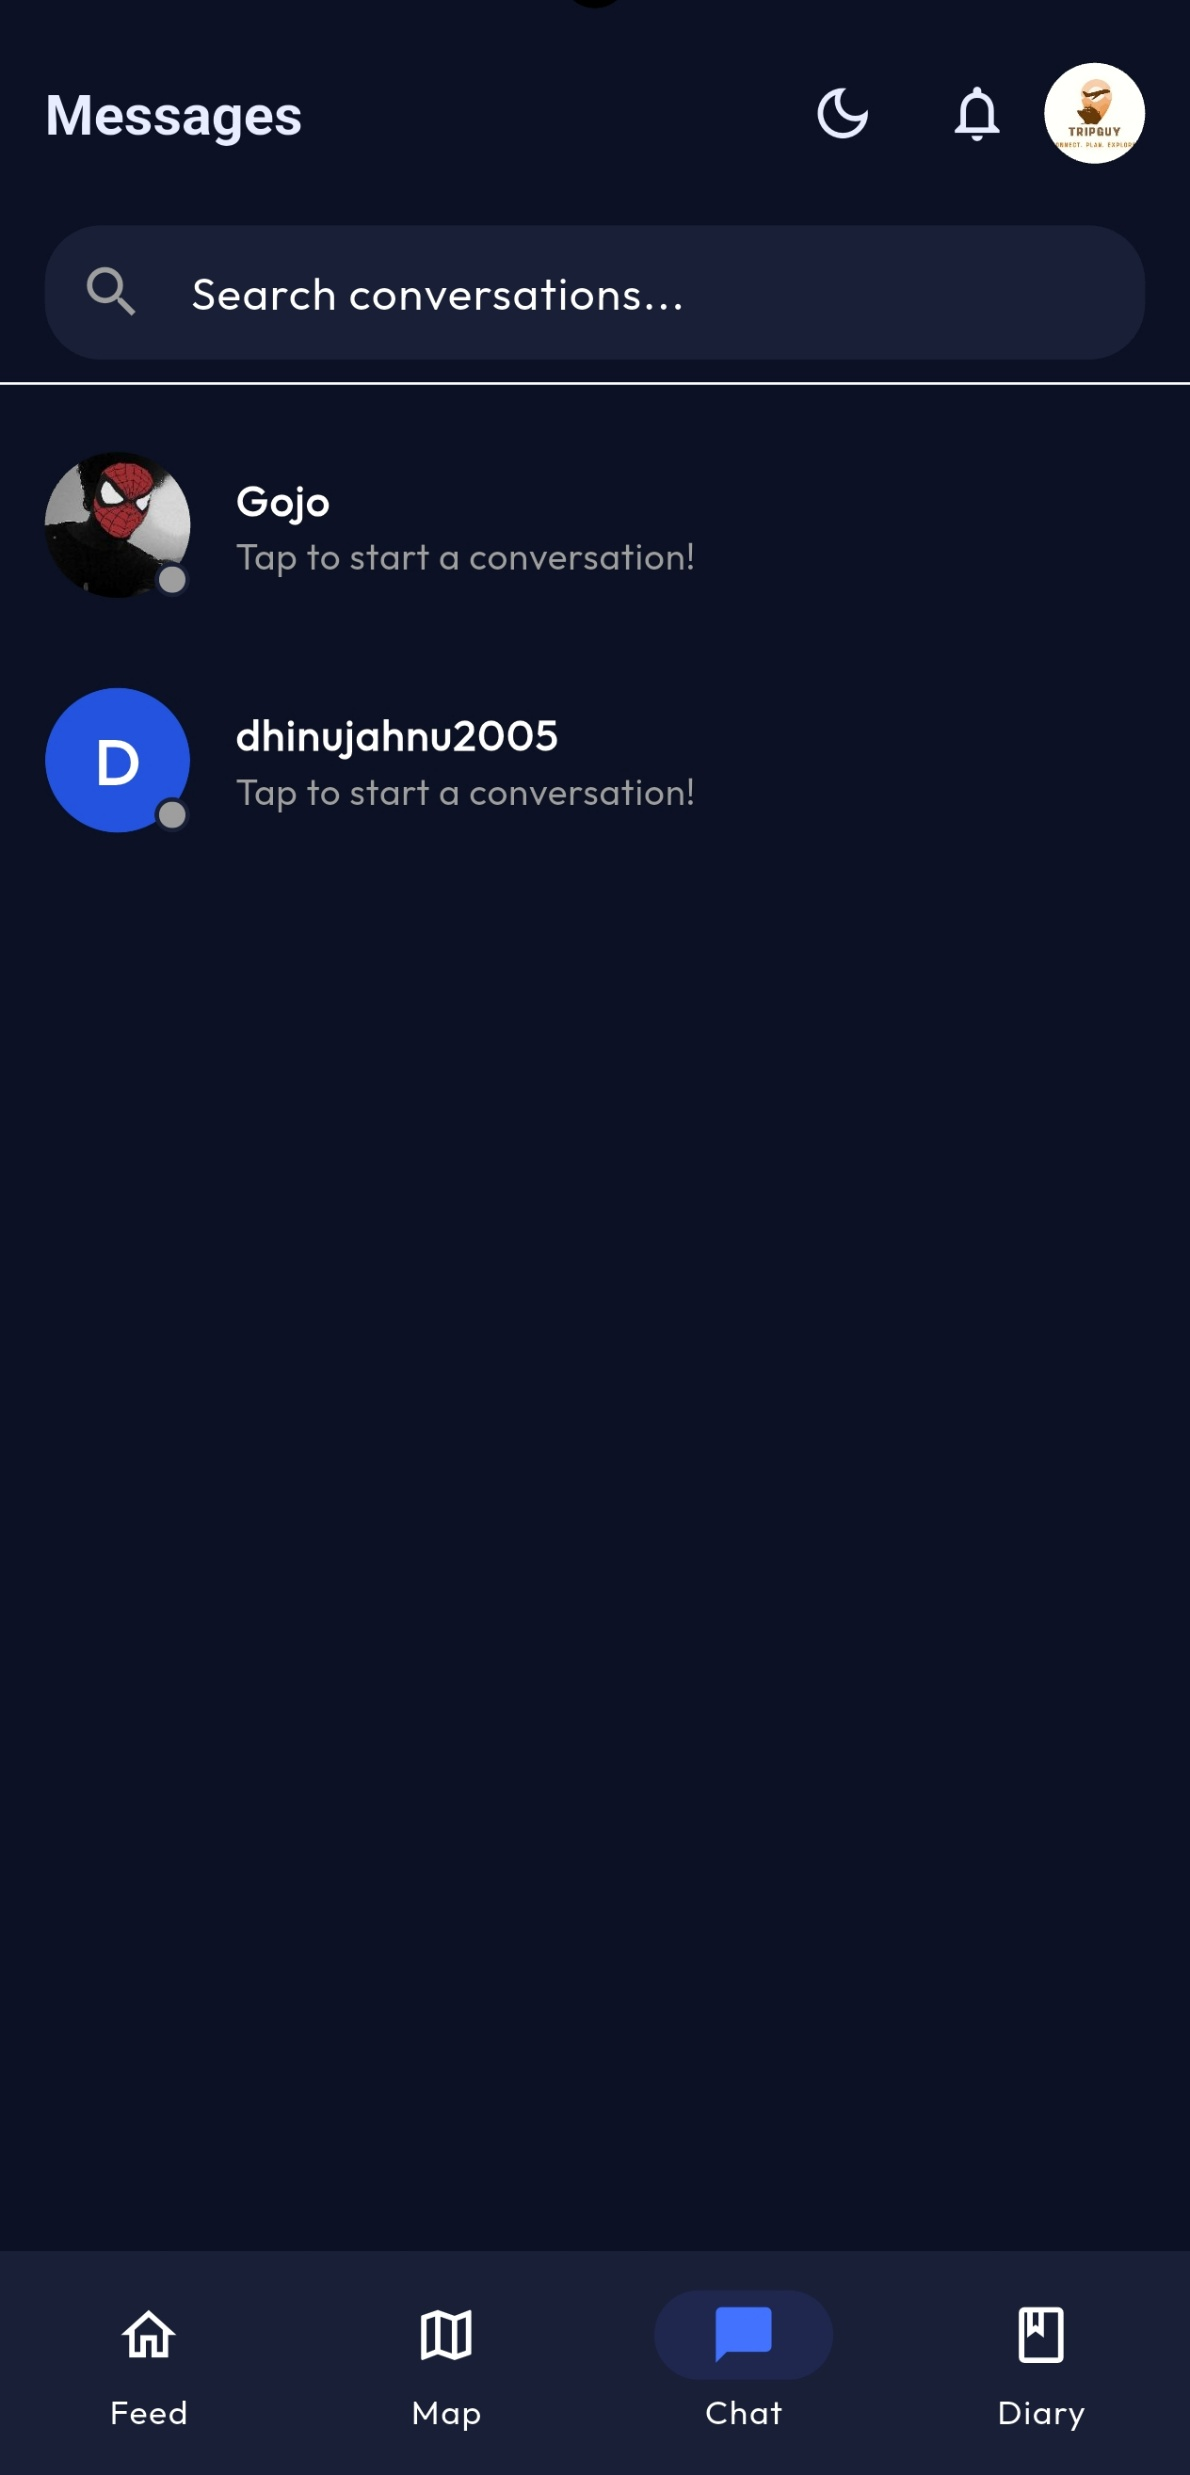 Messages
TRIPGUY
Search conversations...
Gojo
Tap to start a conversation!
D
dhinujahnu2005
Tap to start a conversation!
Feed
Map
Chat
Diary